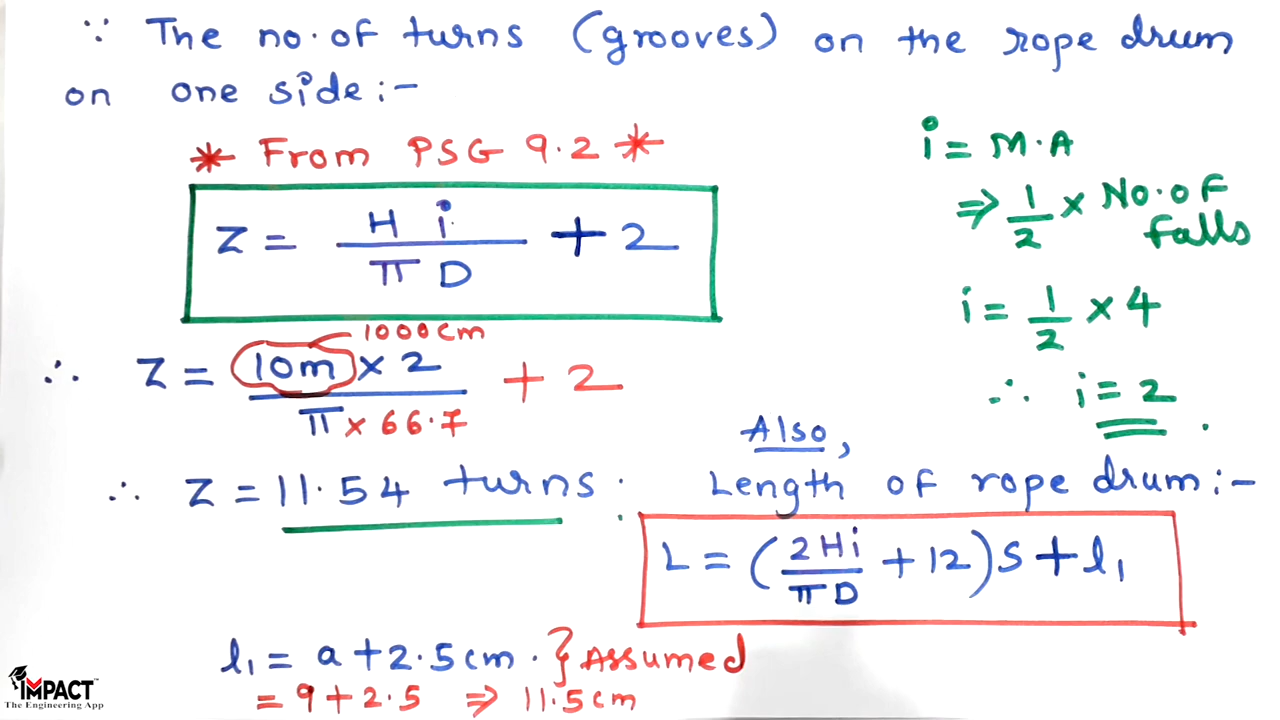 ∵ The no. of turns (grooves) on the rope drum
on one side :-
* From PSG 9.2 *
Z = H i / π D + 2
i = M.A
⇒ 1/2 × No. of Falls
i = 1/2 × 4
∴ i = 2
1000cm
∴ Z = 10m × 2 / π × 66.7 + 2
∴ Z = 11.54 turns.
Also,
Length of rope drum :-
L = (2Hi / πD + 12) S + l₁
l₁ = a + 2.5cm. } Assumed
= 9 + 2.5 ⇒ 11.5cm
IMPACT
The Engineering App